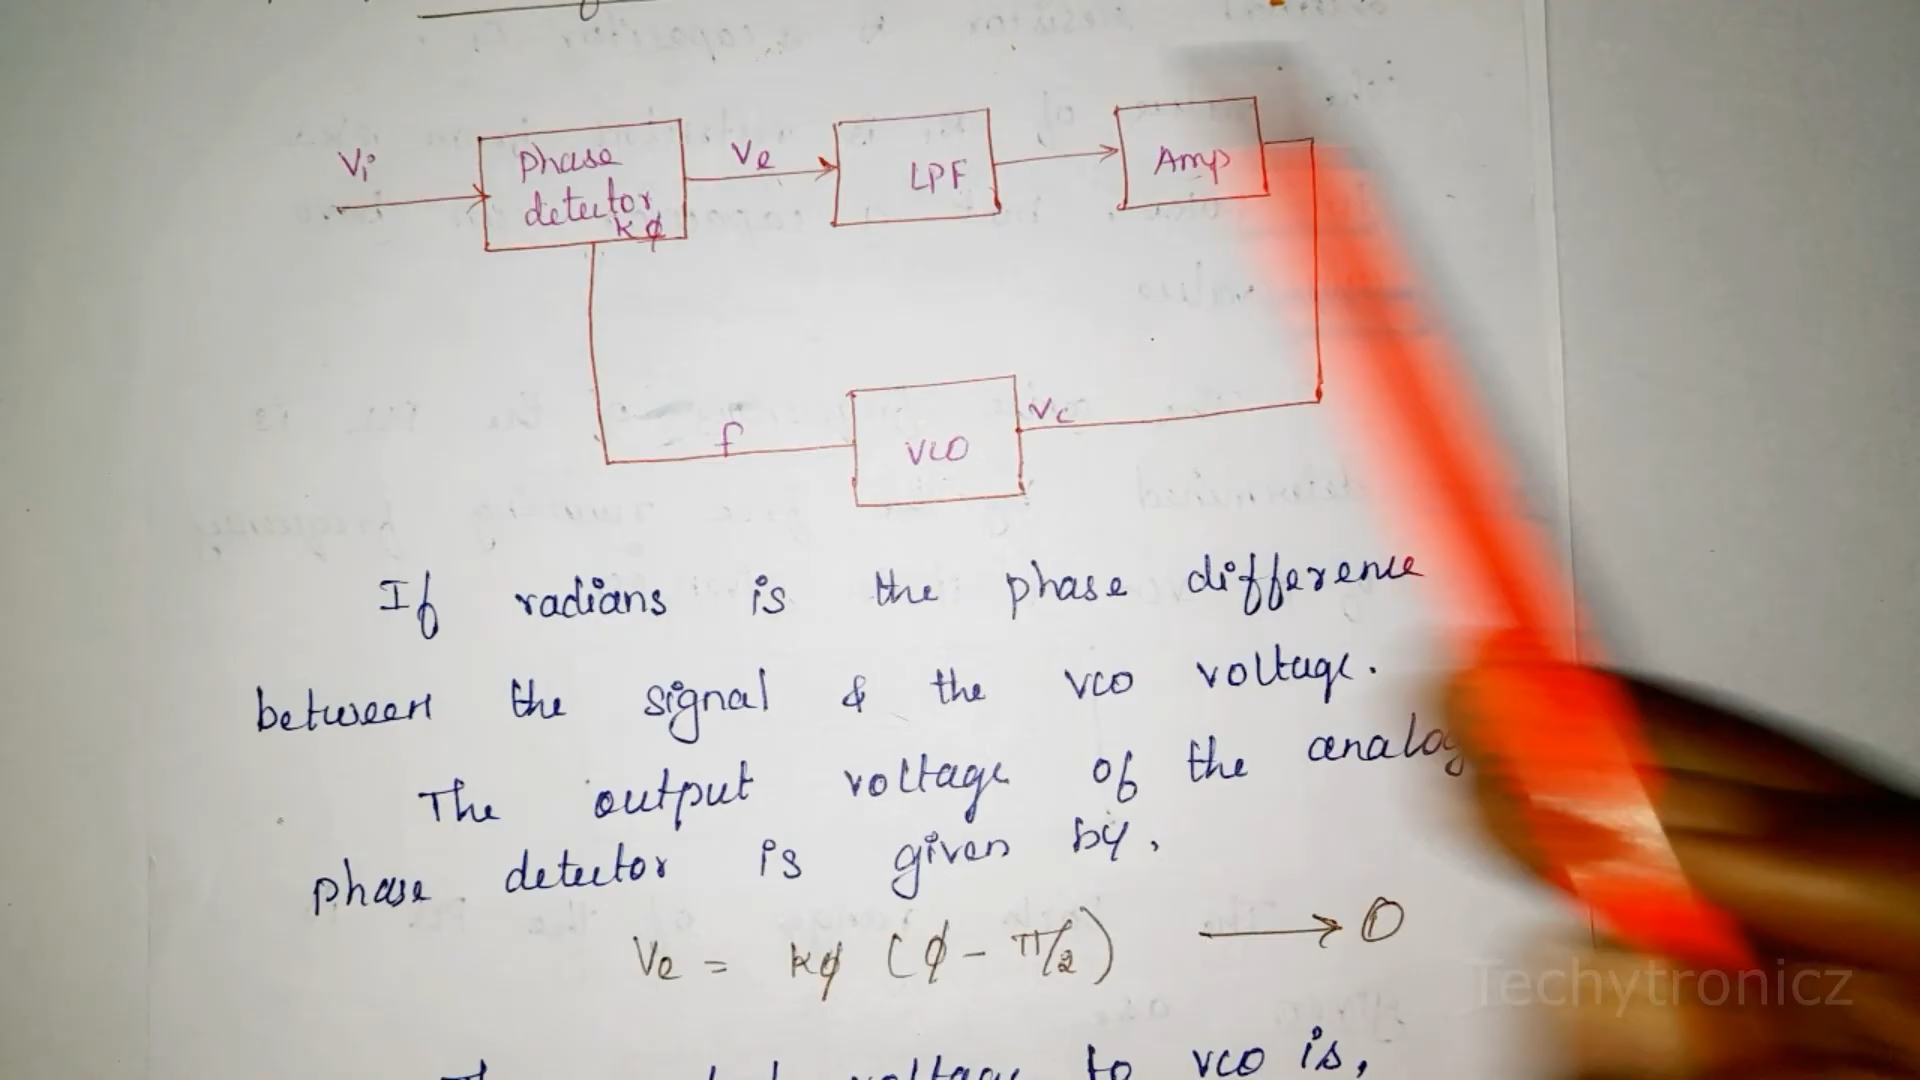 Vi
Phase
detector
kϕ
Ve
LPF
Amp
f
VCO
Vc
If radians is the phase difference
between the signal & the VCO voltage.
The output voltage of the analog
phase detector is given by,
Ve = kϕ (ϕ - π/2) → ①
voltage to VCO is,
Techytronicz